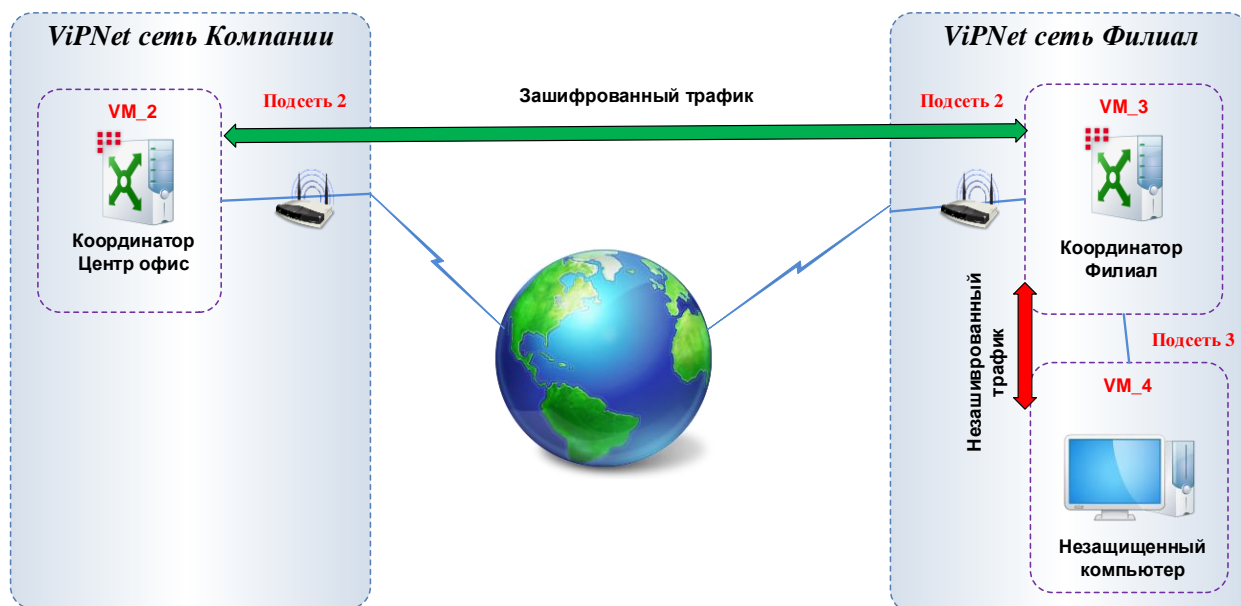 ViPNet сеть Компании
ViPNet сеть Филиал
VM_2
Подсеть 2
Зашифрованный трафик
Подсеть 2
VM_3
Координатор
Центр офис
Координатор
Филиал
Незашиврованный
трафик
Подсеть 3
VM_4
Незащищенный
компьютер